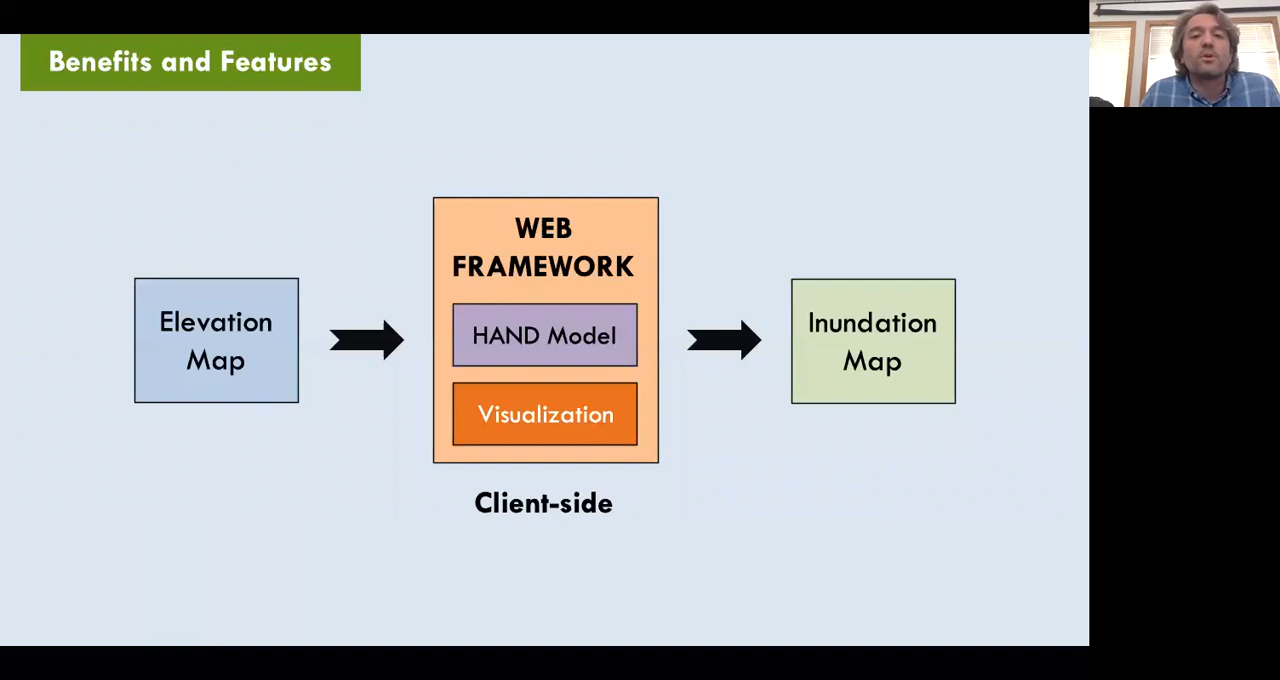 Benefits and Features
Elevation
Map
WEB
FRAMEWORK
HAND Model
Visualization
Client-side
Inundation
Map